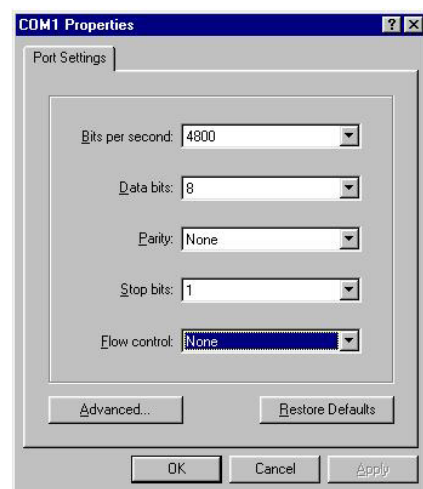 COM1 Properties
Port Settings
Bits per second: 4800
Data bits: 8
Parity: None
Stop bits: 1
Flow control: None
Advanced...
Restore Defaults
OK
Cancel
Apply